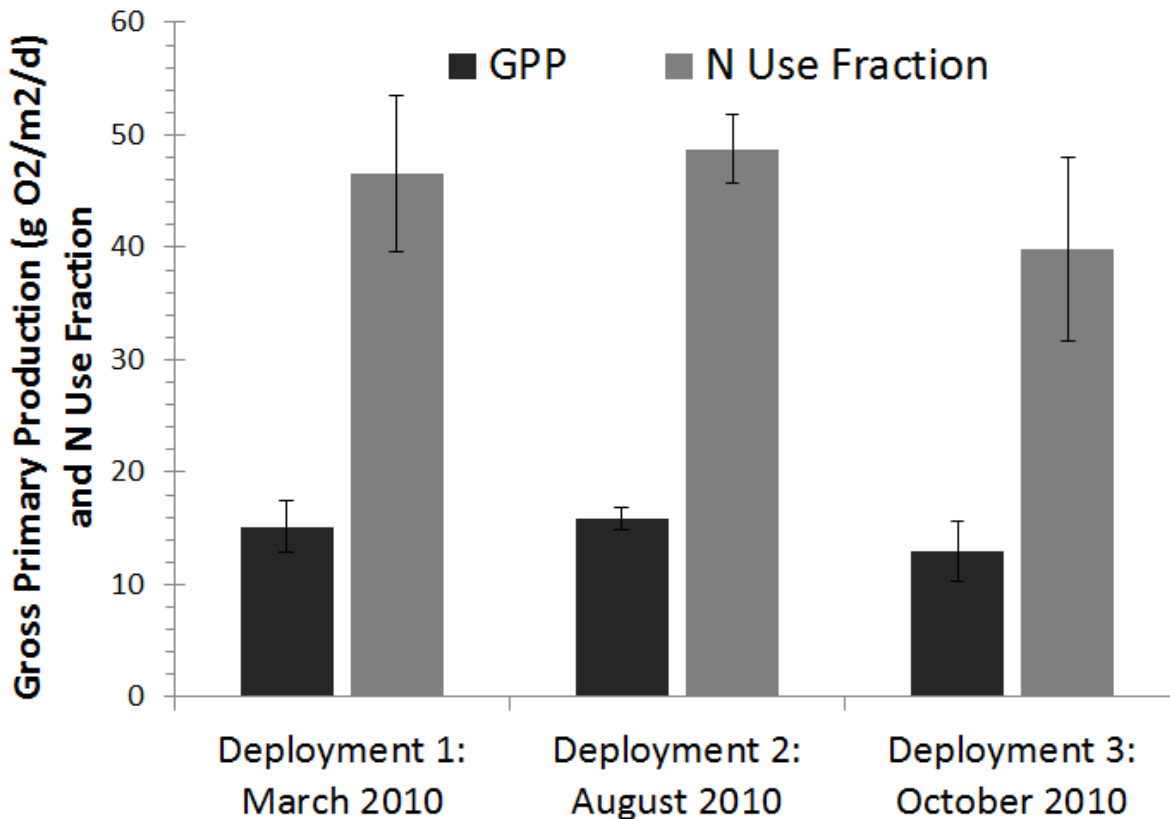 Gross Primary Production (g O2/m2/d)
and N Use Fraction
60
50
40
30
20
10
0
GPP
N Use Fraction
Deployment 1:
March 2010
Deployment 2:
August 2010
Deployment 3:
October 2010